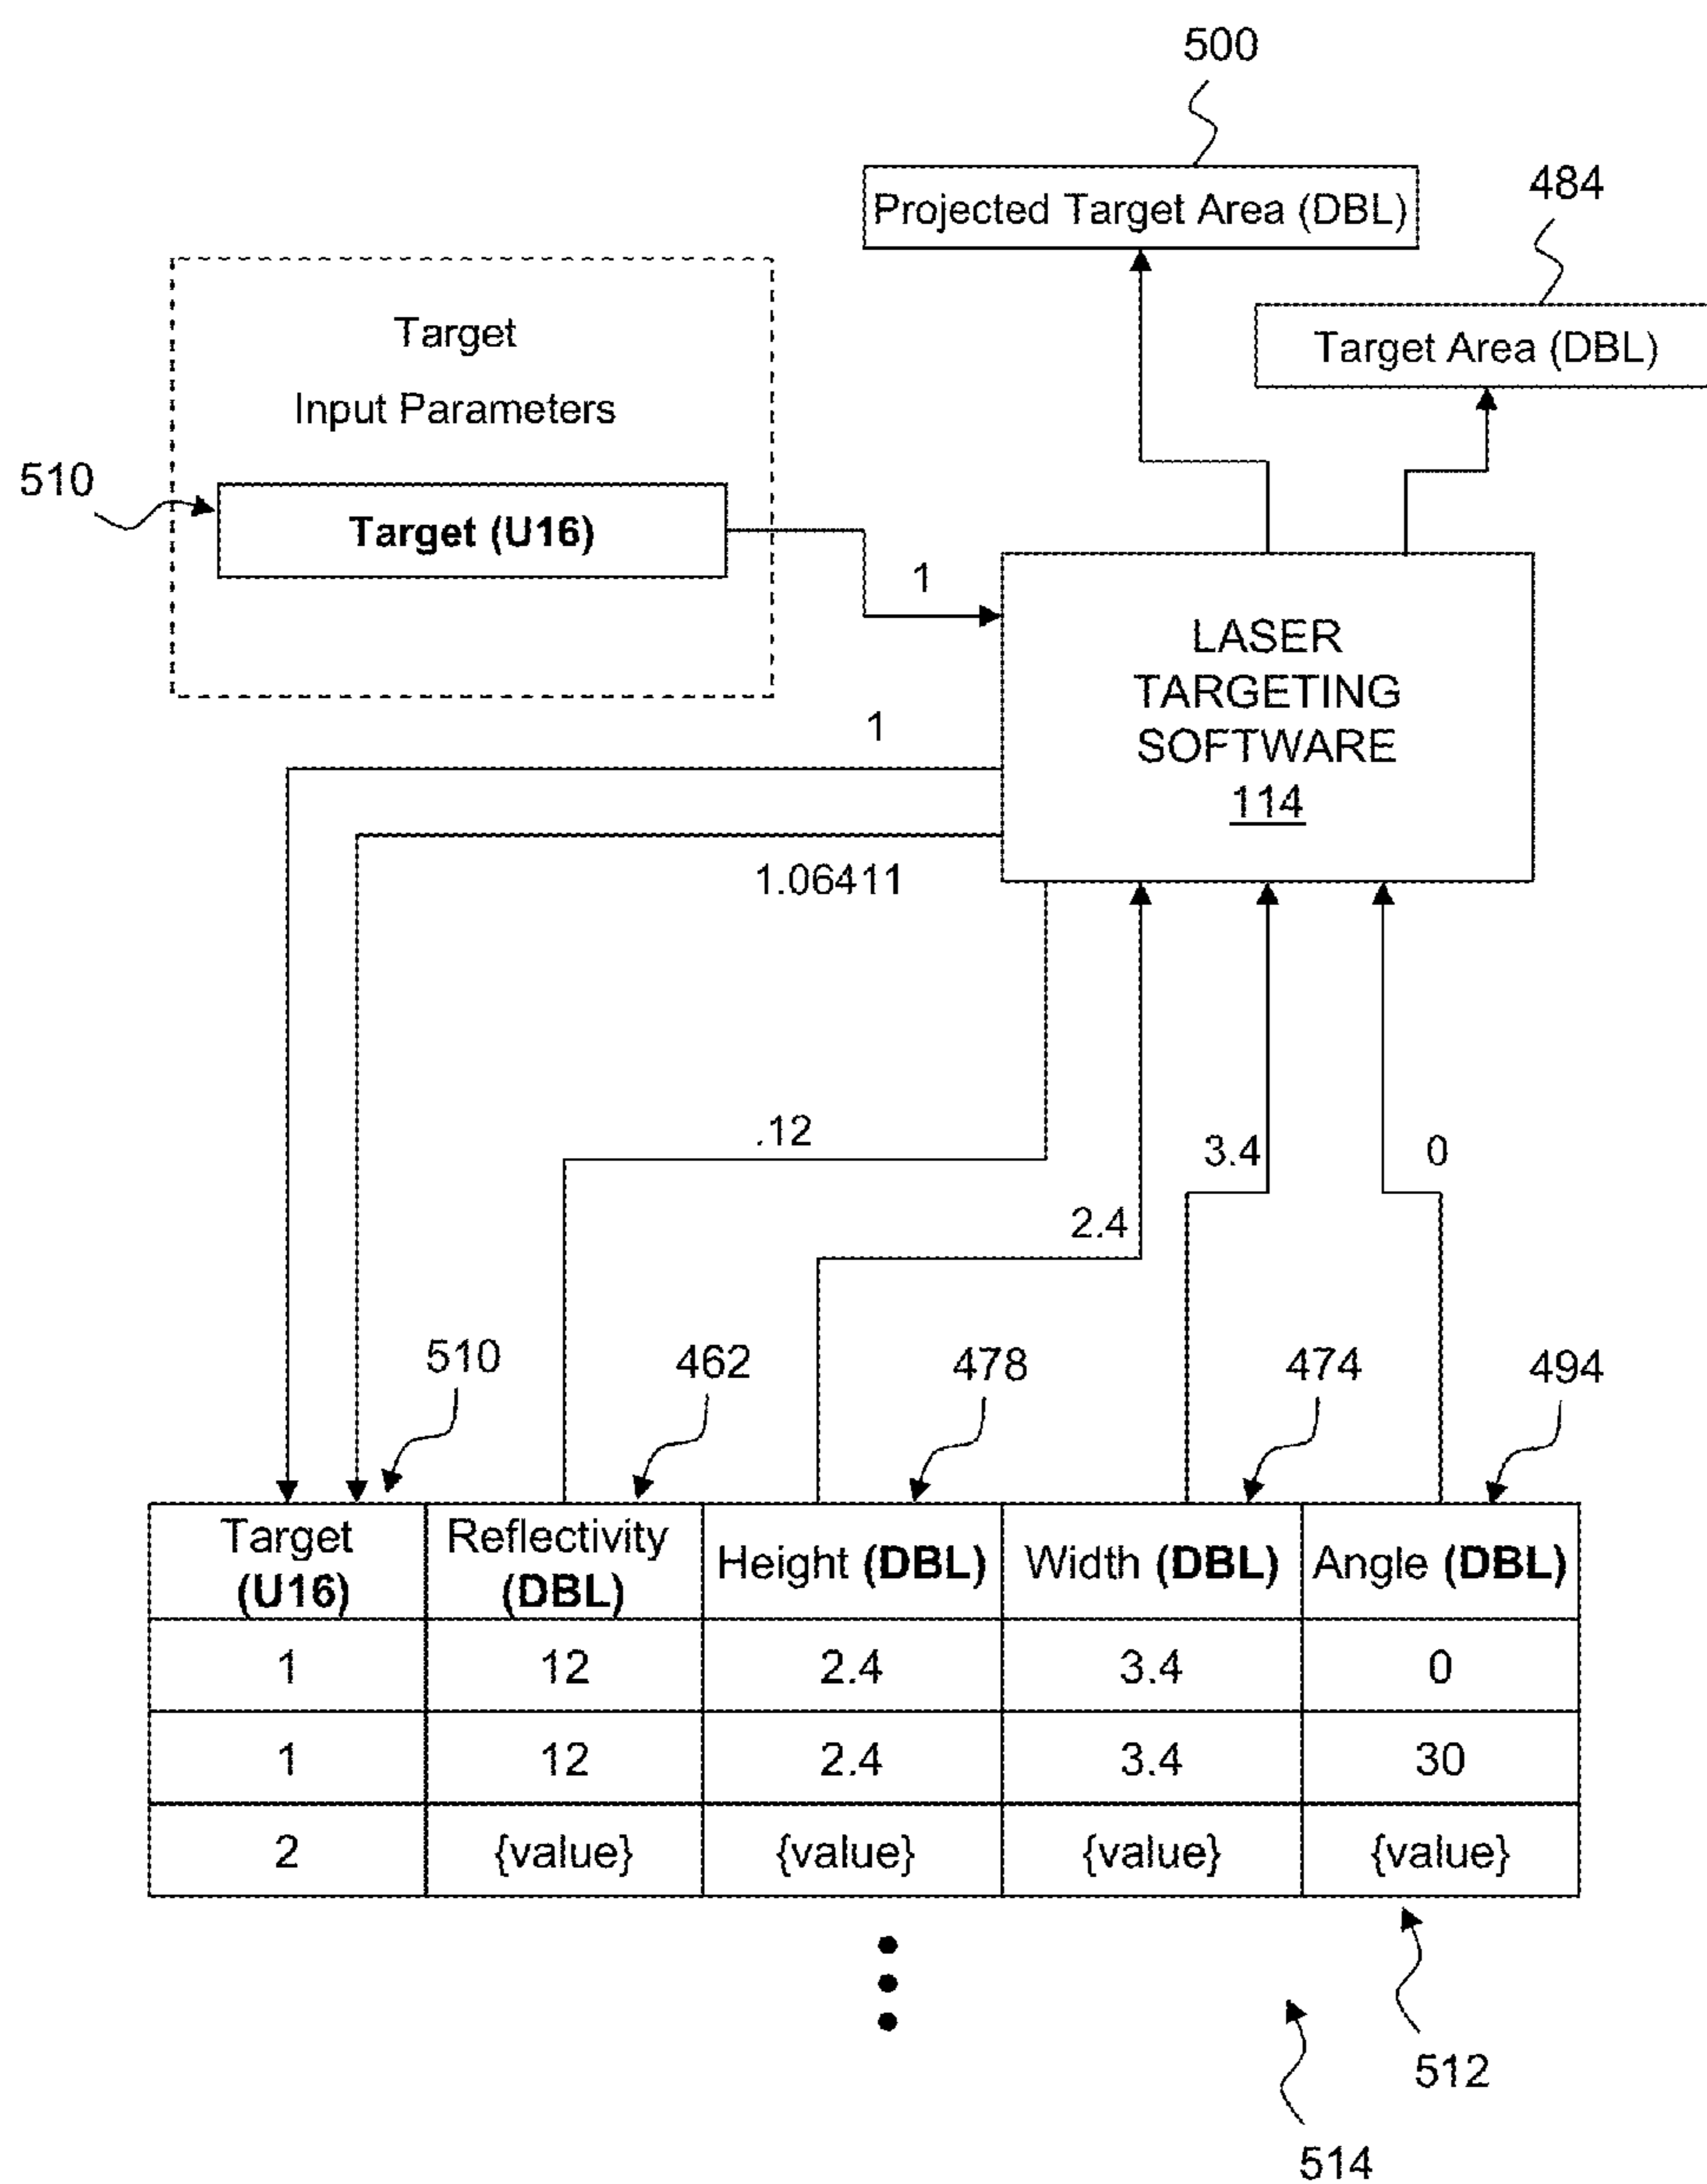 500
Projected Target Area (DBL)
484
Target Area (DBL)
Target
Input Parameters
510
Target (U16)
1
LASER
TARGETING
SOFTWARE
114
1
1.06411
.12
3.4
0
2.4
510
462
478
474
494
Target
(U16)
Reflectivity
(DBL)
Height (DBL)
Width (DBL)
Angle (DBL)
1 12 2.4 3.4 0
1 12 2.4 3.4 30
2 {value} {value} {value} {value}
512
514